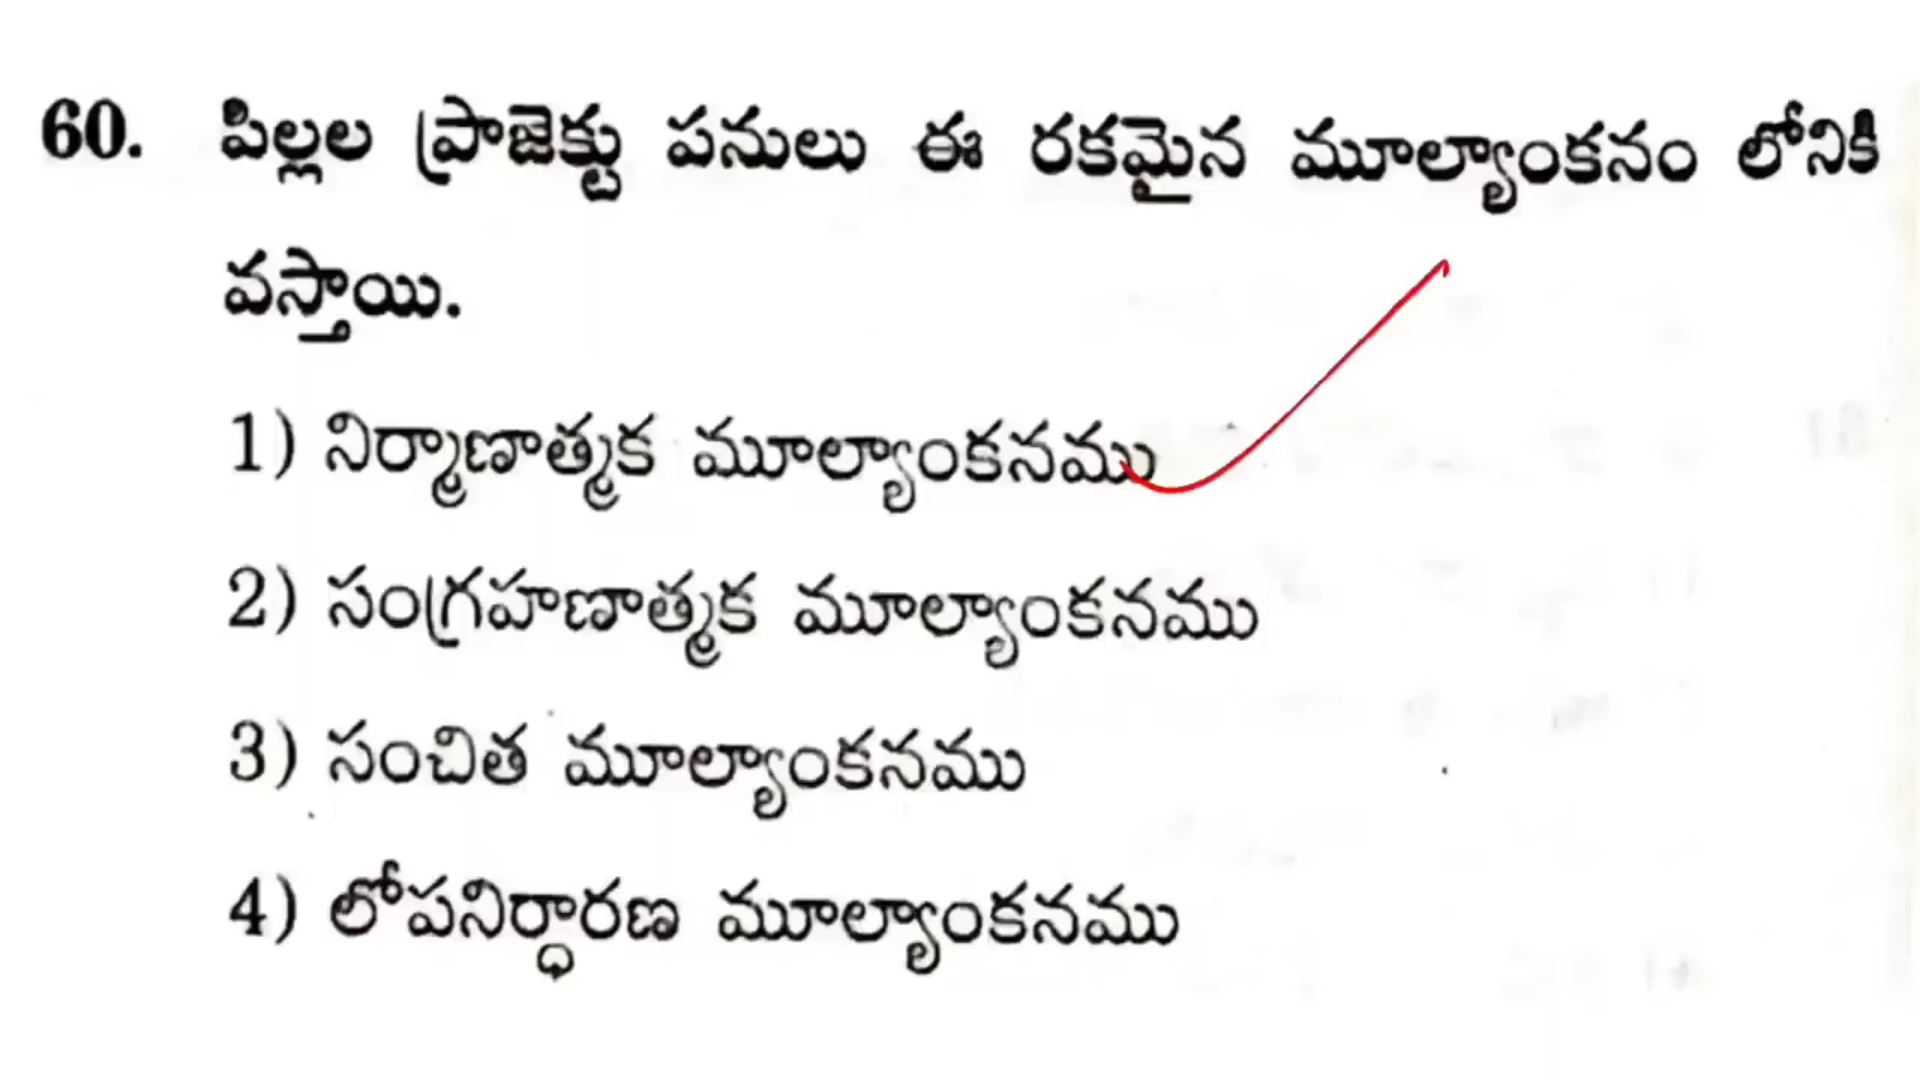 60. పిల్లల ప్రాజెక్టు పనులు ఈ రకమైన మూల్యాంకనం లోనికి
వస్తాయి.
1) నిర్మాణాత్మక మూల్యాంకనము
2) సంగ్రహణాత్మక మూల్యాంకనము
3) సంచిత మూల్యాంకనము
4) లోపనిర్ధారణ మూల్యాంకనము